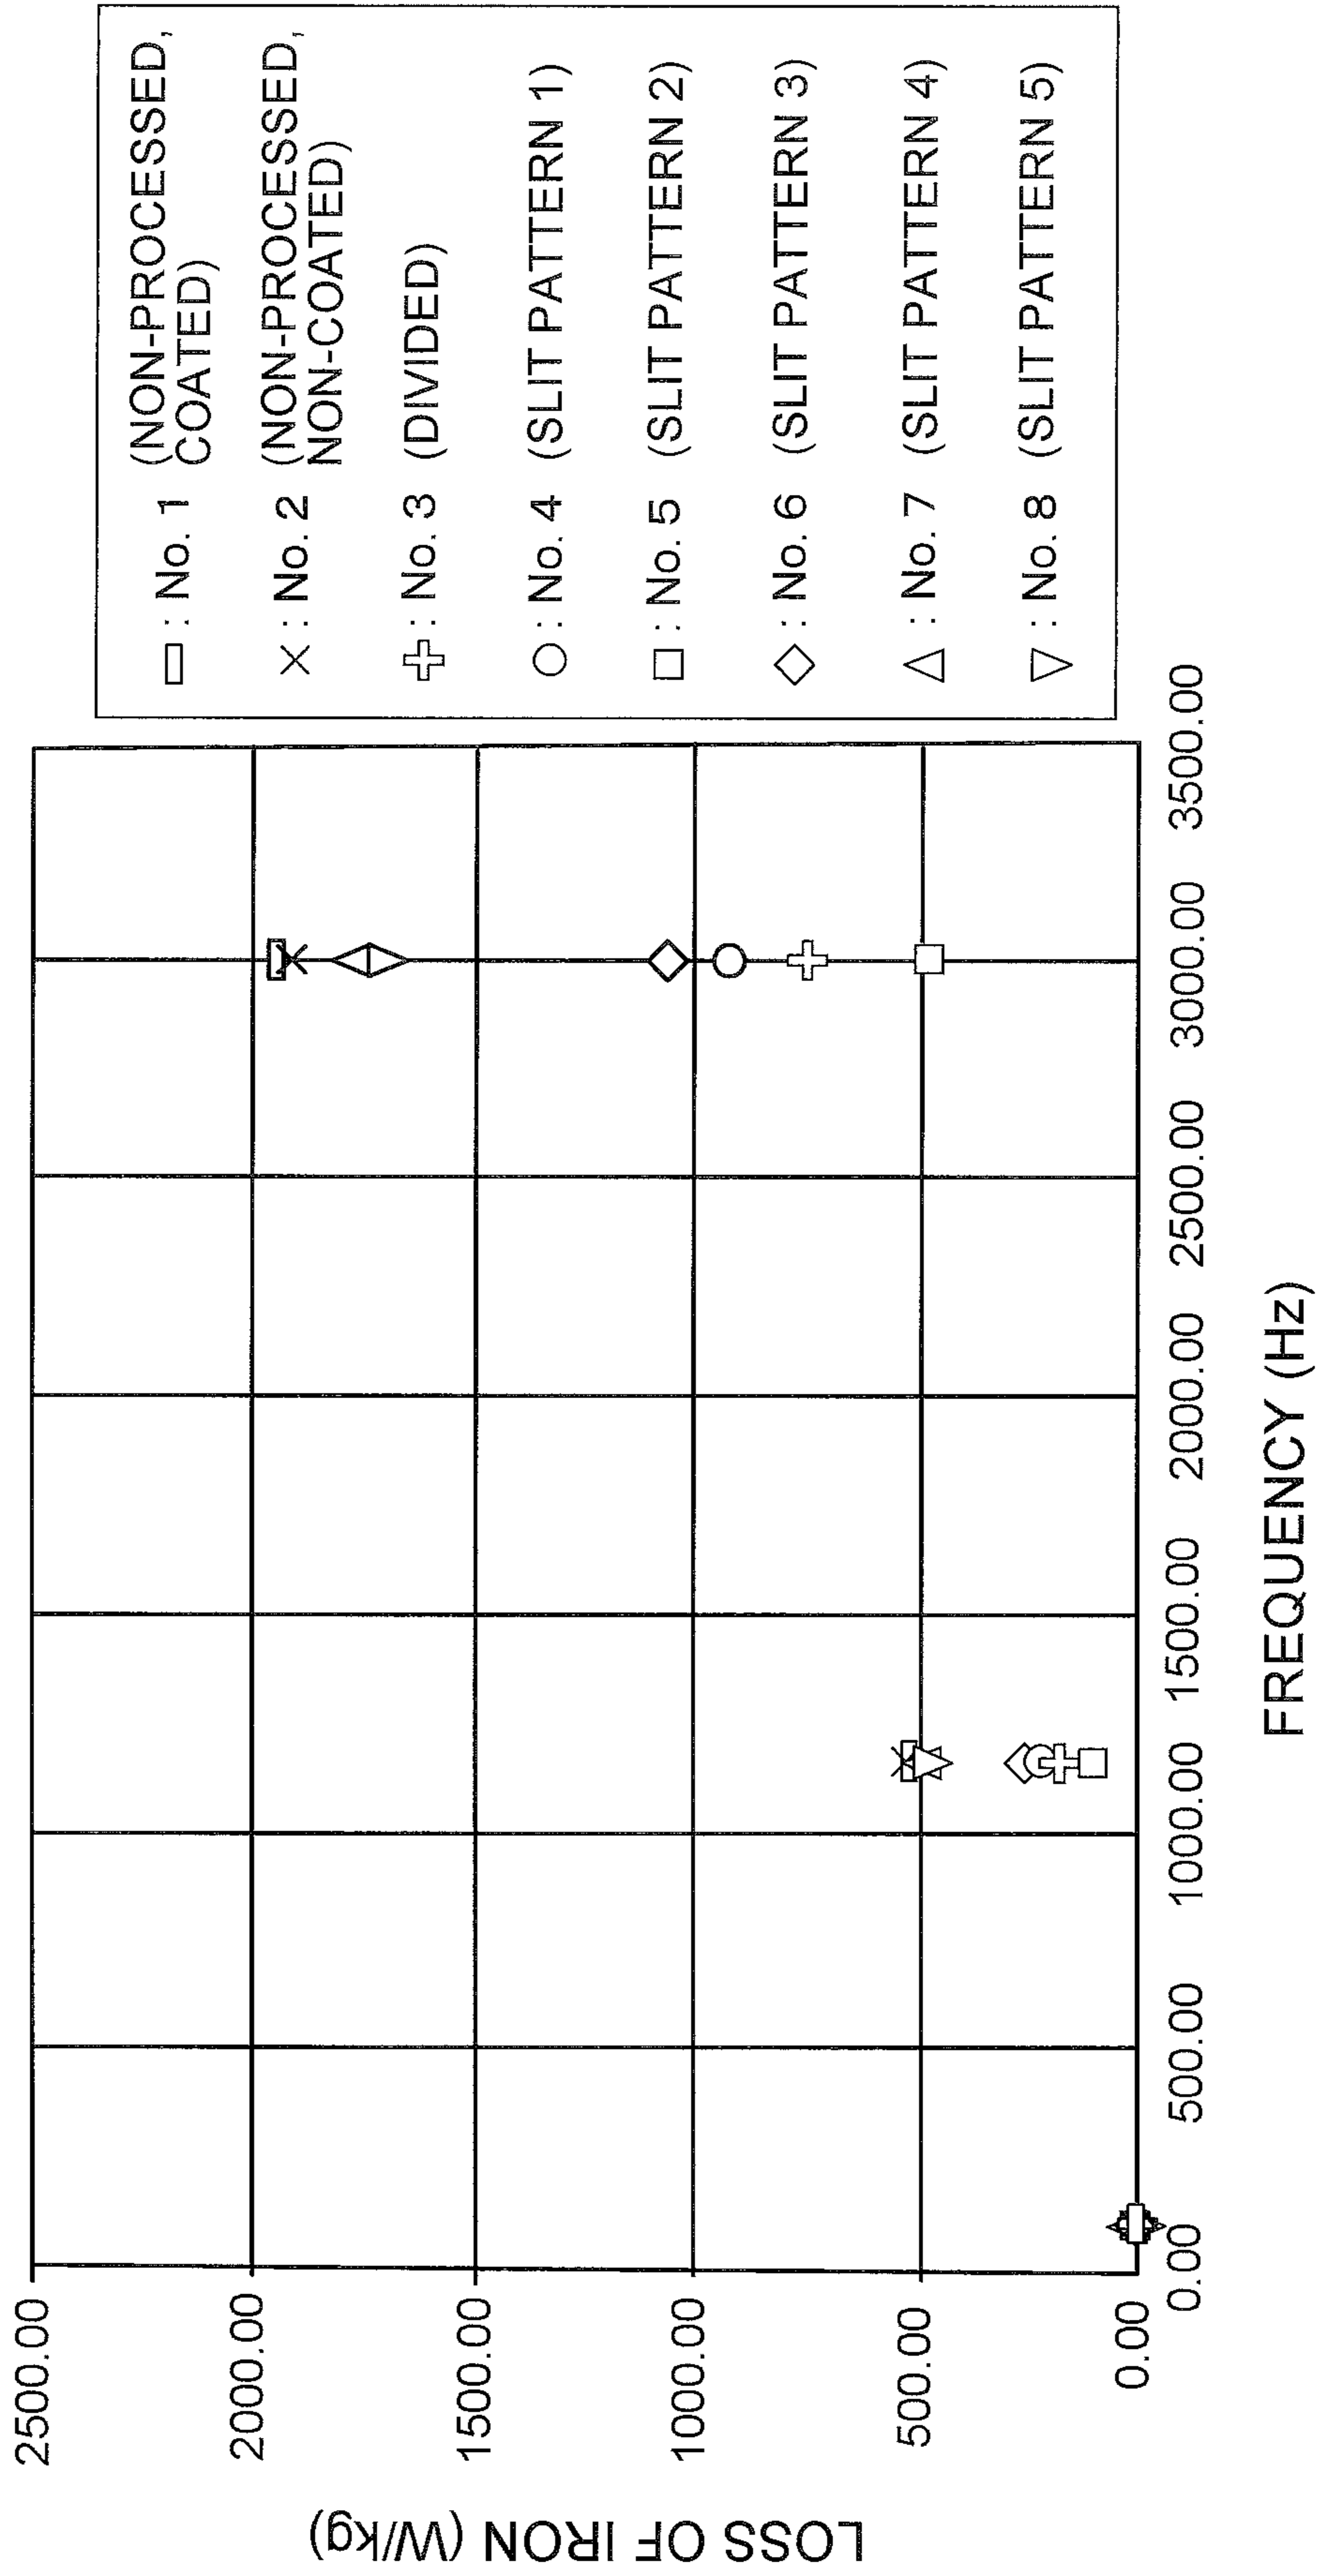 LOSS OF IRON (W/kg)
2500.00
2000.00
1500.00
1000.00
500.00
0.00
0.00
500.00
1000.00
1500.00
2000.00
2500.00
3000.00
3500.00
FREQUENCY (Hz)
: No. 1 (NON-PROCESSED,
COATED)
× : No. 2 (NON-PROCESSED,
NON-COATED)
: No. 3 (DIVIDED)
: No. 4 (SLIT PATTERN 1)
: No. 5 (SLIT PATTERN 2)
: No. 6 (SLIT PATTERN 3)
: No. 7 (SLIT PATTERN 4)
: No. 8 (SLIT PATTERN 5)